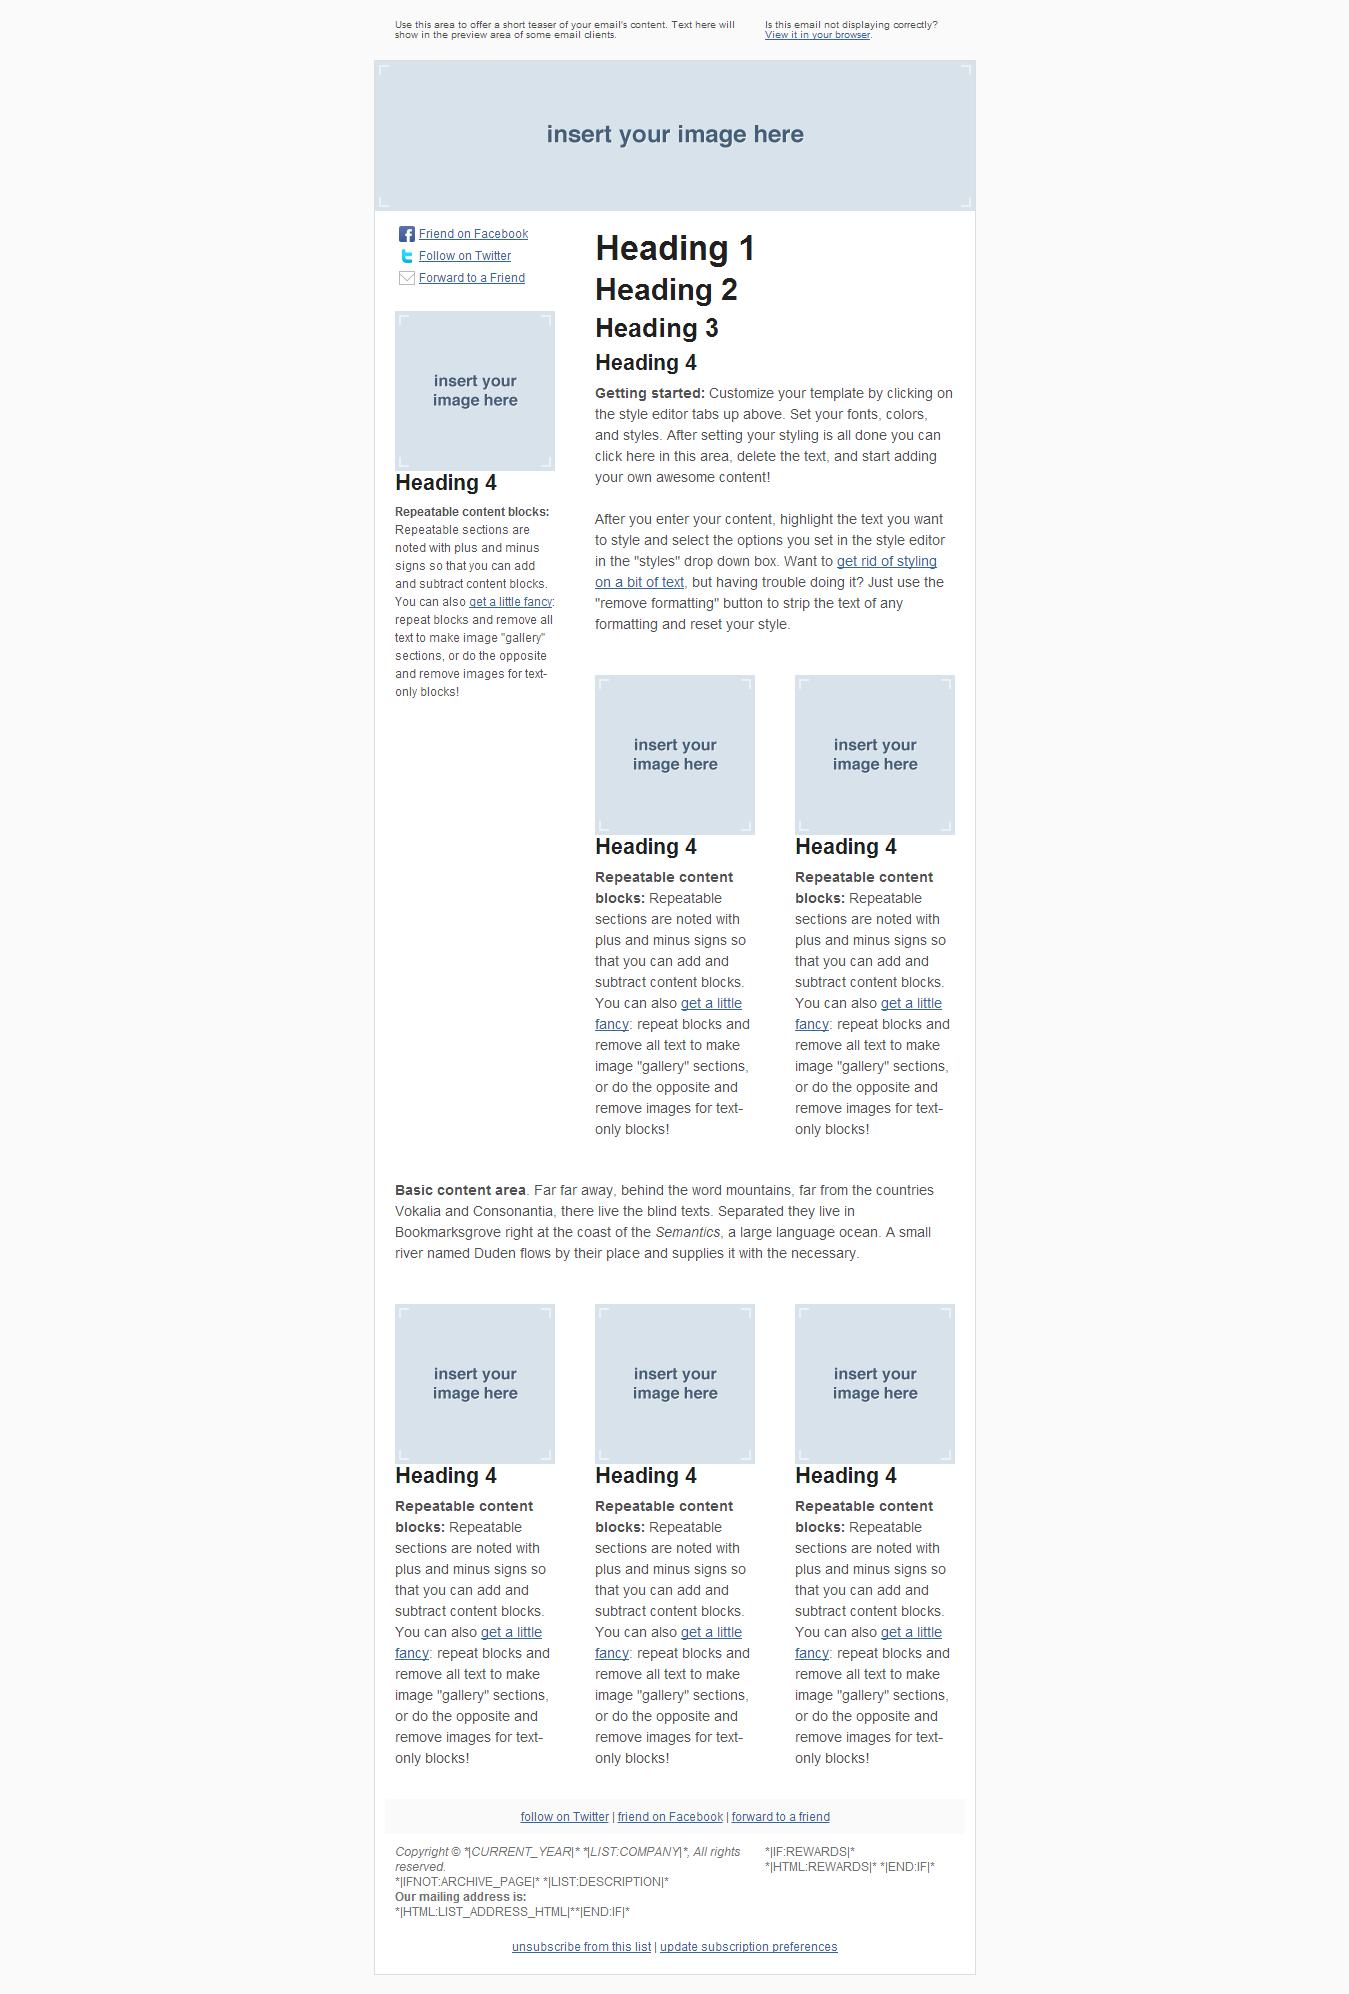 Use this area to offer a short teaser of your email's content. Text here will
show in the preview area of some email clients.
Is this email not displaying correctly?
View it in your browser.
insert your image here
Friend on Facebook
Follow on Twitter
Forward to a Friend
insert your
image here
Heading 4
Repeatable content blocks:
Repeatable sections are
noted with plus and minus
signs so that you can add
and subtract content blocks.
You can also get a little fancy:
repeat blocks and remove all
text to make image "gallery"
sections, or do the opposite
and remove images for text-
only blocks!
Heading 1
Heading 2
Heading 3
Heading 4
Getting started: Customize your template by clicking on
the style editor tabs up above. Set your fonts, colors,
and styles. After setting your styling is all done you can
click here in this area, delete the text, and start adding
your own awesome content!
After you enter your content, highlight the text you want
to style and select the options you set in the style editor
in the "styles" drop down box. Want to get rid of styling
on a bit of text, but having trouble doing it? Just use the
"remove formatting" button to strip the text of any
formatting and reset your style.
insert your
image here
Heading 4
Repeatable content
blocks: Repeatable
sections are noted with
plus and minus signs so
that you can add and
subtract content blocks.
You can also get a little
fancy: repeat blocks and
remove all text to make
image "gallery" sections,
or do the opposite and
remove images for text-
only blocks!
insert your
image here
Heading 4
Repeatable content
blocks: Repeatable
sections are noted with
plus and minus signs so
that you can add and
subtract content blocks.
You can also get a little
fancy: repeat blocks and
remove all text to make
image "gallery" sections,
or do the opposite and
remove images for text-
only blocks!
Basic content area. Far far away, behind the word mountains, far from the countries
Vokalia and Consonantia, there live the blind texts. Separated they live in
Bookmarksgrove right at the coast of the Semantics, a large language ocean. A small
river named Duden flows by their place and supplies it with the necessary.
insert your
image here
Heading 4
Repeatable content
blocks: Repeatable
sections are noted with
plus and minus signs so
that you can add and
subtract content blocks.
You can also get a little
fancy: repeat blocks and
remove all text to make
image "gallery" sections,
or do the opposite and
remove images for text-
only blocks!
insert your
image here
Heading 4
Repeatable content
blocks: Repeatable
sections are noted with
plus and minus signs so
that you can add and
subtract content blocks.
You can also get a little
fancy: repeat blocks and
remove all text to make
image "gallery" sections,
or do the opposite and
remove images for text-
only blocks!
insert your
image here
Heading 4
Repeatable content
blocks: Repeatable
sections are noted with
plus and minus signs so
that you can add and
subtract content blocks.
You can also get a little
fancy: repeat blocks and
remove all text to make
image "gallery" sections,
or do the opposite and
remove images for text-
only blocks!
follow on Twitter | friend on Facebook | forward to a friend
Copyright © *|CURRENT_YEAR|* *|LIST:COMPANY|*, All rights
reserved.
*|IFNOT:ARCHIVE_PAGE|* *|LIST:DESCRIPTION|*
Our mailing address is:
*|HTML:LIST_ADDRESS_HTML|**|END:IF|*
*|IF:REWARDS|*
*|HTML:REWARDS|* *|END:IF|*
unsubscribe from this list | update subscription preferences